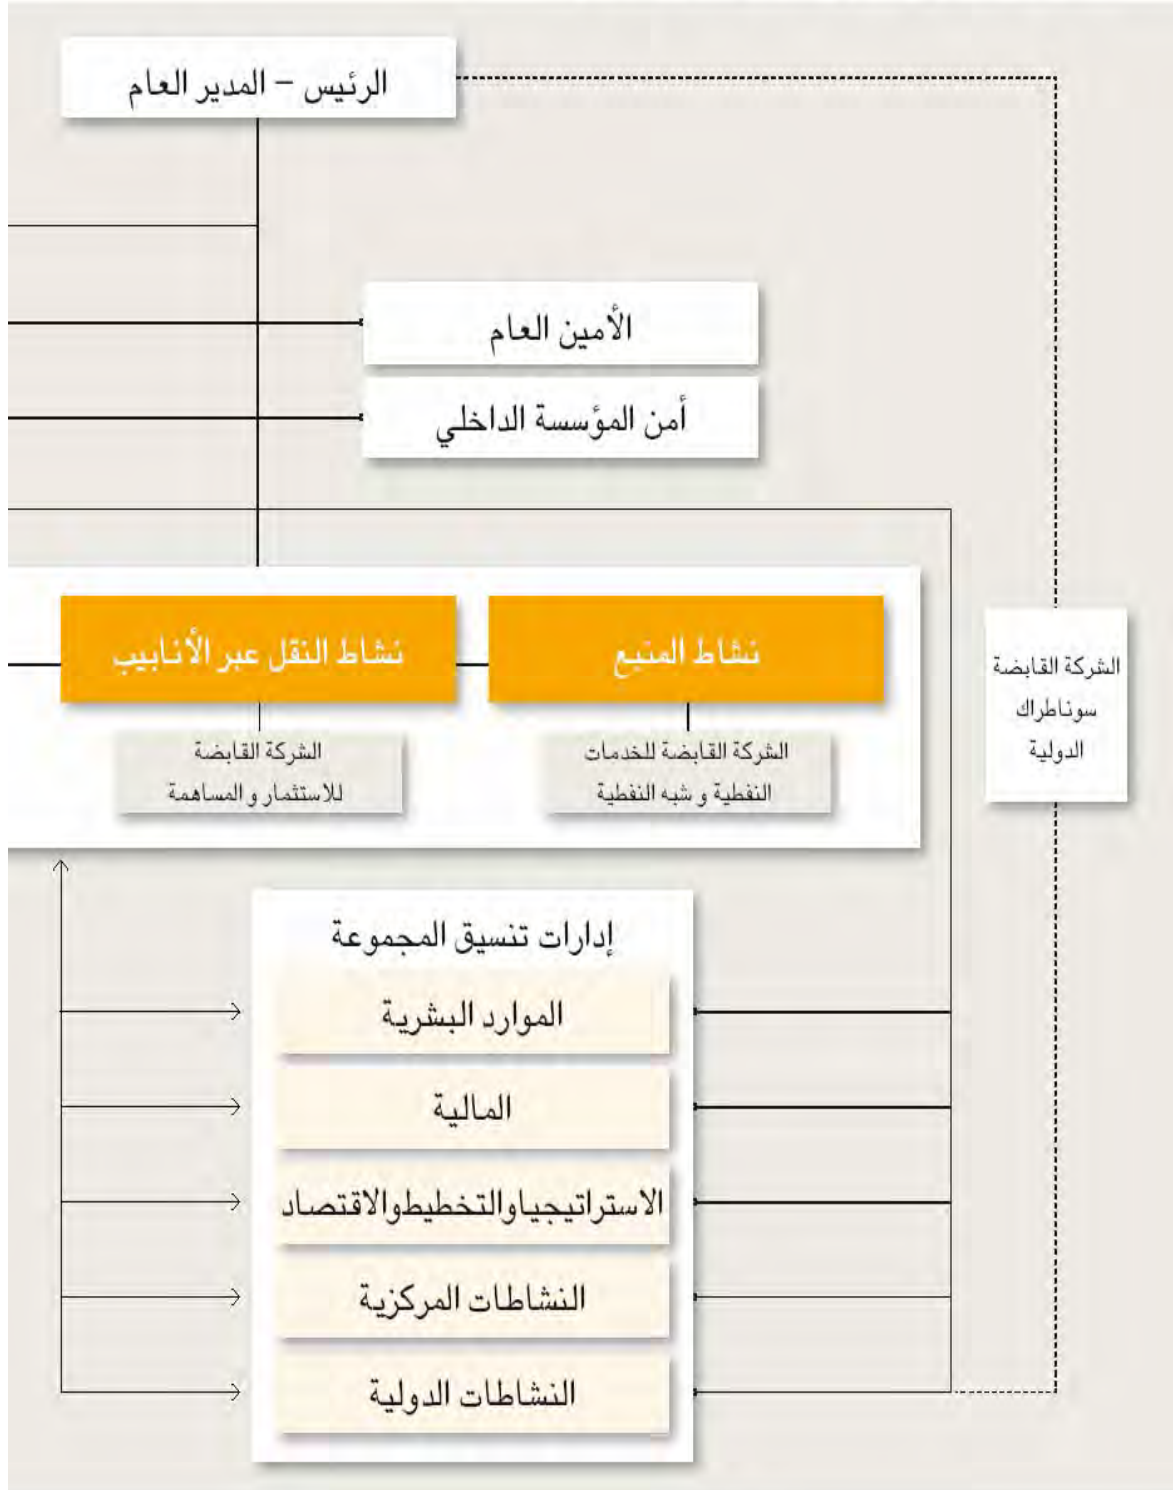 الرئيس – المدير العام
الأمين العام
أمن المؤسسة الداخلي
نشاط المنبع
نشاط النقل عبر الأنابيب
الشركة القابضة للخدمات
النفطية و شبه النفطية
الشركة القابضة
للاستثمار و المساهمة
الشركة القابضة
سوناطراك
الدولية
إدارات تنسيق المجموعة
الموارد البشرية
المالية
الاستراتيجياوالتخطيطوالاقتصاد
النشاطات المركزية
النشاطات الدولية